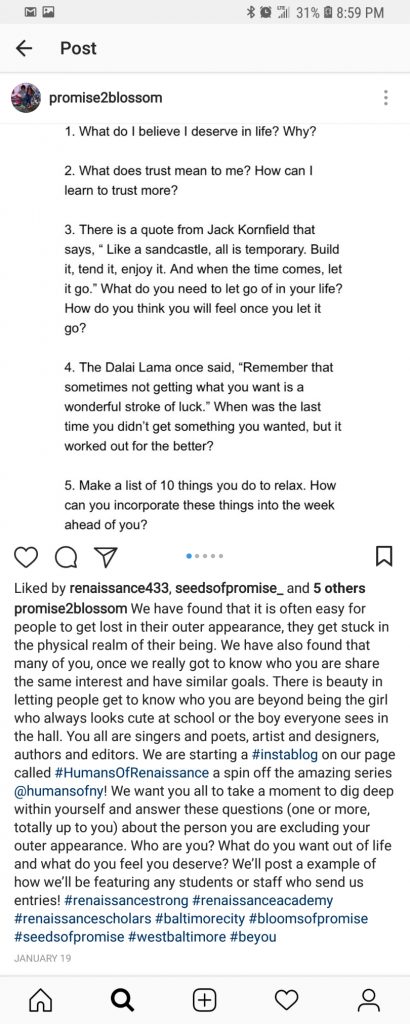 31% 8:59 PM
Post
promise2blossom
1. What do I believe I deserve in life? Why?
2. What does trust mean to me? How can I
learn to trust more?
3. There is a quote from Jack Kornfield that
says, “ Like a sandcastle, all is temporary. Build
it, tend it, enjoy it. And when the time comes, let
it go.” What do you need to let go of in your life?
How do you think you will feel once you let it
go?
4. The Dalai Lama once said, “Remember that
sometimes not getting what you want is a
wonderful stroke of luck.” When was the last
time you didn’t get something you wanted, but it
worked out for the better?
5. Make a list of 10 things you do to relax. How
can you incorporate these things into the week
ahead of you?
Liked by renaissance433, seedsofpromise_ and 5 others
promise2blossom We have found that it is often easy for
people to get lost in their outer appearance, they get stuck in
the physical realm of their being. We have also found that
many of you, once we really got to know who you are share
the same interest and have similar goals. There is beauty in
letting people get to know who you are beyond being the girl
who always looks cute at school or the boy everyone sees in
the hall. You all are singers and poets, artist and designers,
authors and editors. We are starting a #instablog on our page
called #HumansOfRenaissance a spin off the amazing series
@humansofny! We want you all to take a moment to dig deep
within yourself and answer these questions (one or more,
totally up to you) about the person you are excluding your
outer appearance. Who are you? What do you want out of life
and what do you feel you deserve? We’ll post a example of
how we’ll be featuring any students or staff who send us
entries! #renaissancestrong #renaissanceacademy
#renaissancescholars #baltimorecity #bloomsofpromise
#seedsofpromise #westbaltimore #beyou
JANUARY 19